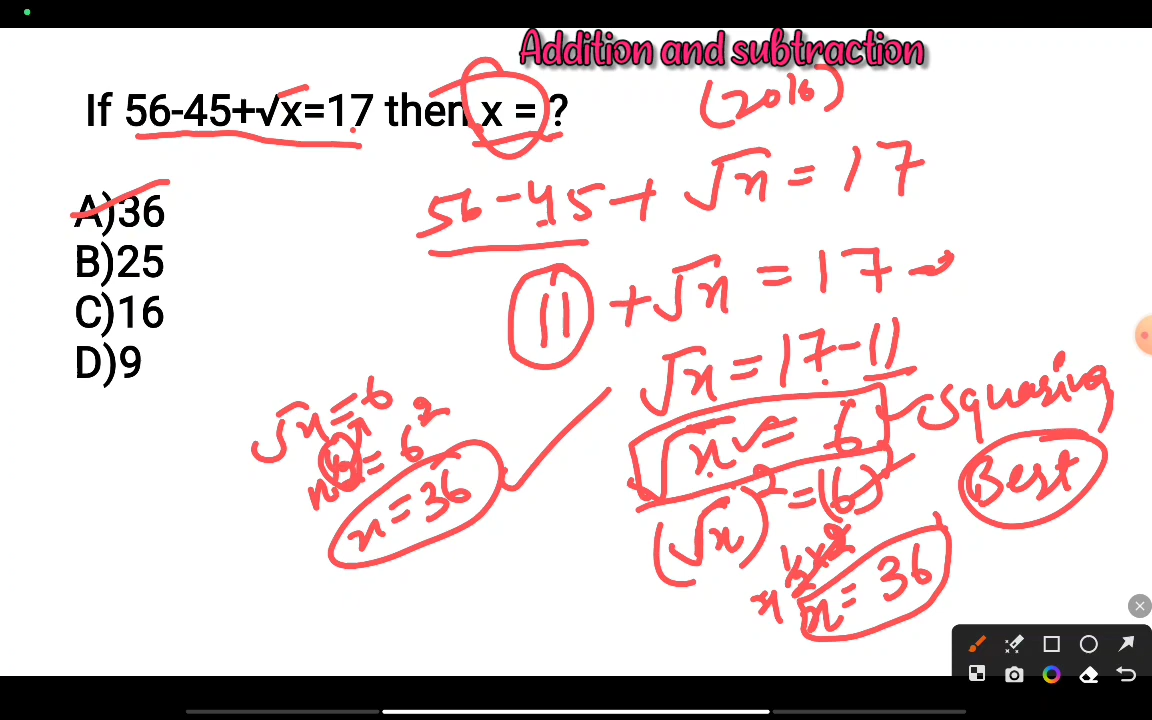 Addition and subtraction
If 56-45+√x=17 then x = ?
(2016)
A)36
B)25
C)16
D)9
56-45+√x=17
11+√x=17
√x=17-11
√x=6 Squaring
Best
(√x)²=(6)²
x=36
√x=6
=6²
x=36